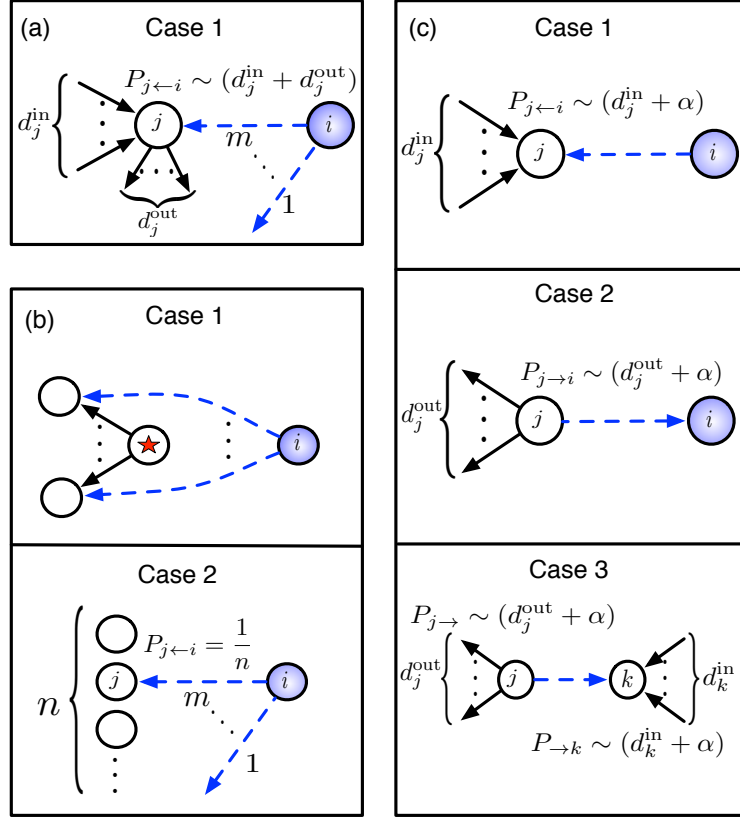 (a) Case 1
P_{j←i} ∼ (d_j^{in} + d_j^{out})
d_j^{in}
j
i
m
1
d_j^{out}
(b) Case 1
i
Case 2
P_{j←i} = \frac{1}{n}
n
j
i
m
1
(c) Case 1
P_{j←i} ∼ (d_j^{in} + α)
d_j^{in}
j
i
Case 2
P_{j→i} ∼ (d_j^{out} + α)
d_j^{out}
j
i
Case 3
P_{j→} ∼ (d_j^{out} + α)
d_j^{out}
j
k
d_k^{in}
P_{→k} ∼ (d_k^{in} + α)